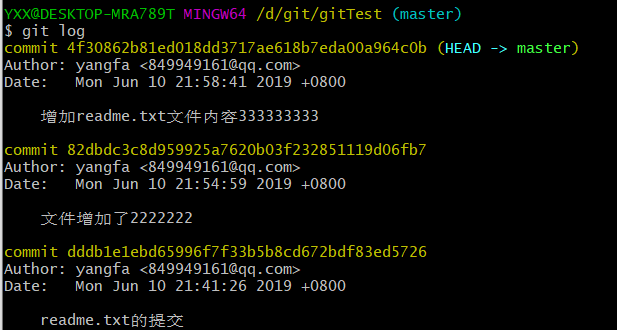 YXX@DESKTOP-MRA789T MINGW64 /d/git/gitTest (master)
$ git log
commit 4f30862b81ed018dd3717ae618b7eda00a964c0b (HEAD -> master)
Author: yangfa <849949161@qq.com>
Date:   Mon Jun 10 21:58:41 2019 +0800
增加readme.txt文件内容333333333
commit 82dbdc3c8d959925a7620b03f232851119d06fb7
Author: yangfa <849949161@qq.com>
Date:   Mon Jun 10 21:54:59 2019 +0800
文件增加了2222222
commit dddb1e1ebd65996f7f33b5b8cd672bdf83ed5726
Author: yangfa <849949161@qq.com>
Date:   Mon Jun 10 21:41:26 2019 +0800
readme.txt的提交